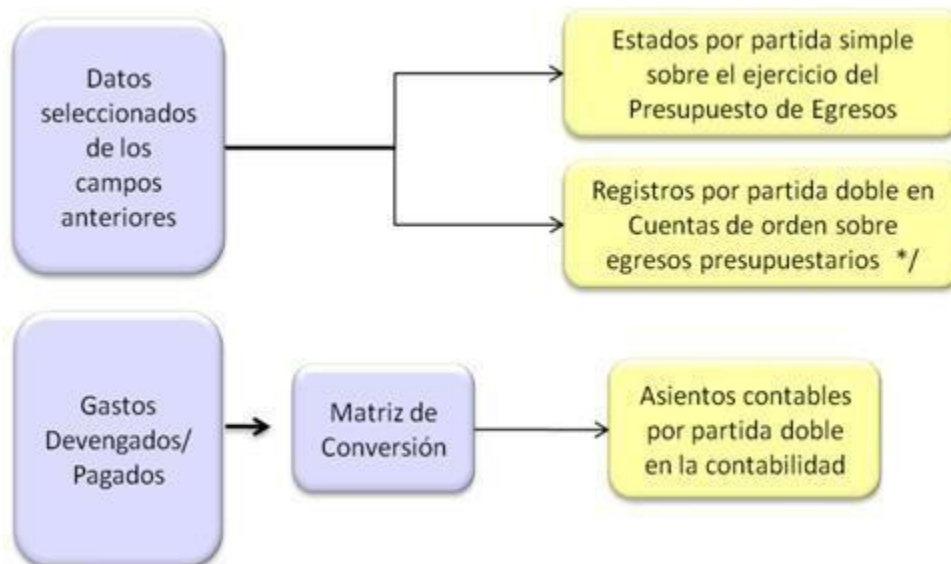 Datos
seleccionados
de los
campos
anteriores
Estados por partida simple
sobre el ejercicio del
Presupuesto de Egresos
Registros por partida doble en
Cuentas de orden sobre
egresos presupuestarios */
Gastos
Devengados/
Pagados
Matriz de
Conversión
Asientos contables
por partida doble
en la contabilidad